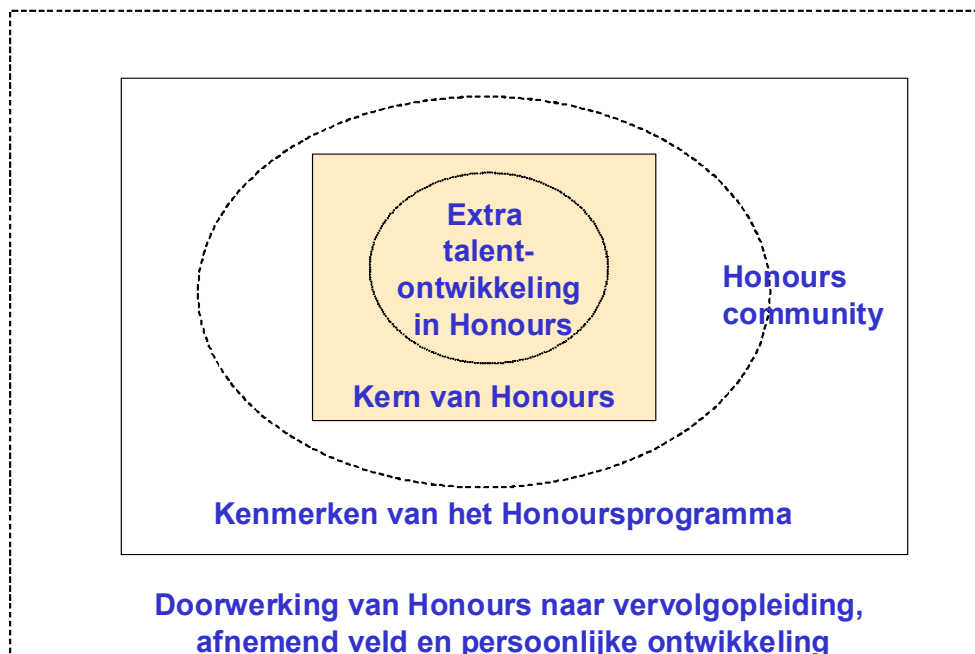 Extra
talent-
ontwikkeling
in Honours
Honours
community
Kern van Honours
Kenmerken van het Honoursprogramma
Doorwerking van Honours naar vervolgopleiding,
afnemend veld en persoonlijke ontwikkeling